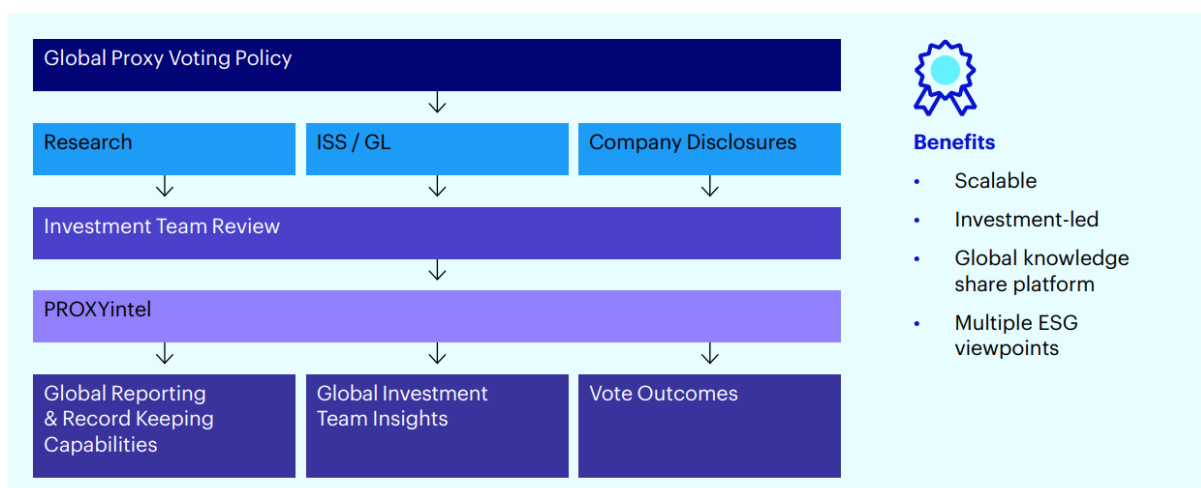 Global Proxy Voting Policy
Research
ISS / GL
Company Disclosures
Investment Team Review
PROXYintel
Global Reporting
& Record Keeping
Capabilities
Global Investment
Team Insights
Vote Outcomes
Benefits
• Scalable
• Investment-led
• Global knowledge
share platform
• Multiple ESG
viewpoints